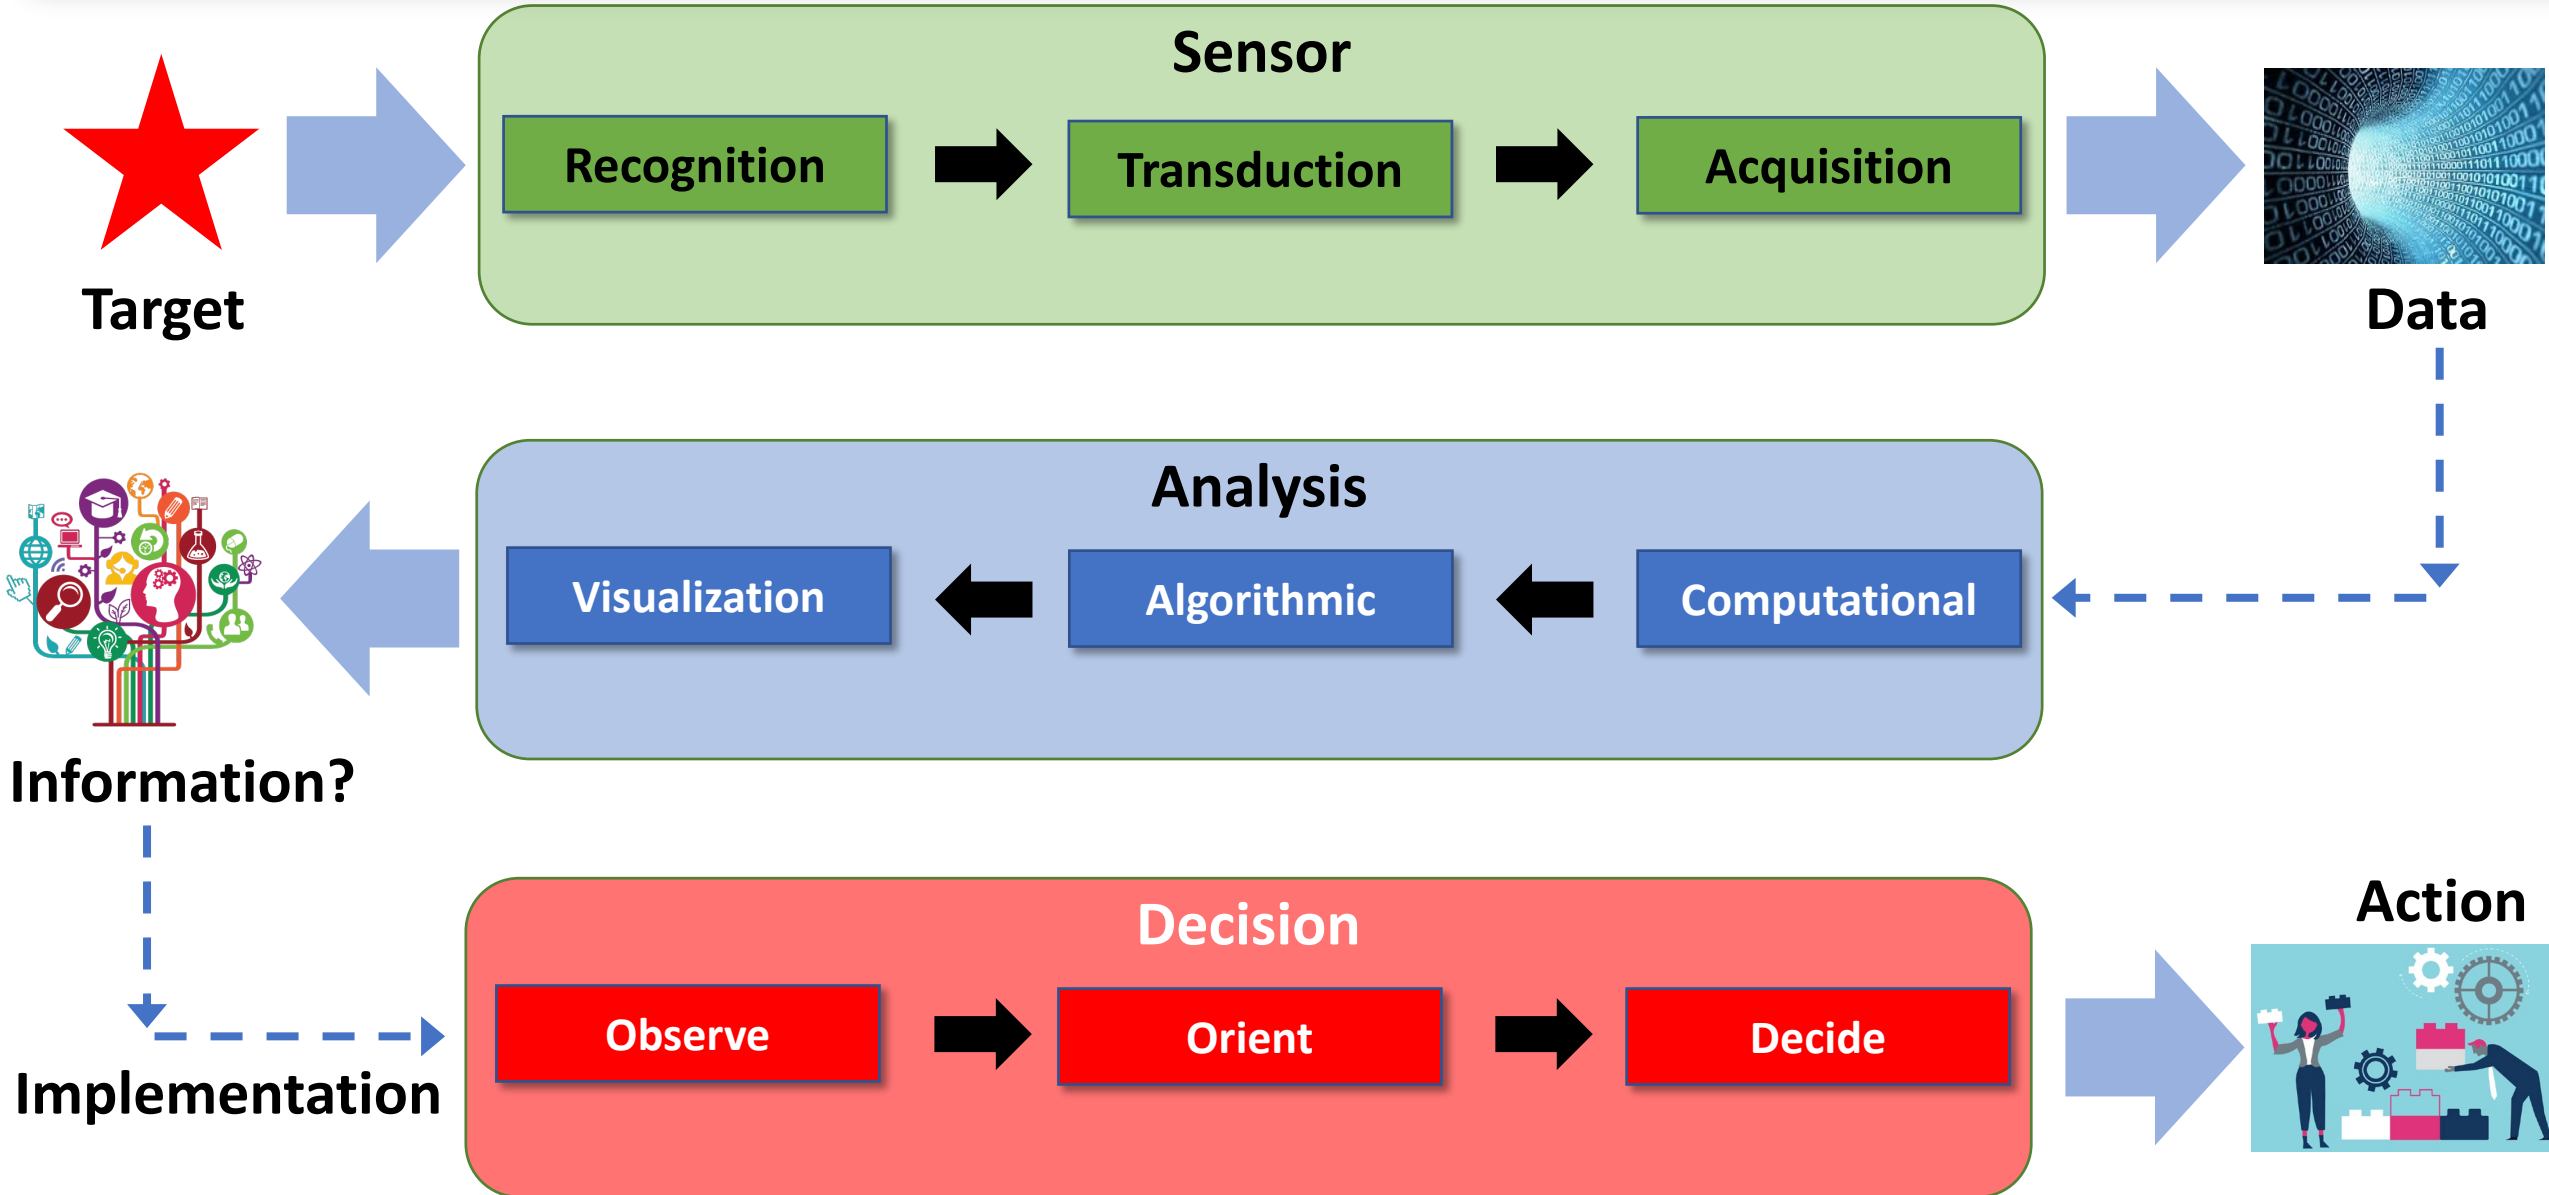 Sensor
Recognition
Transduction
Acquisition
Target
Data
Analysis
Visualization
Algorithmic
Computational
Information?
Decision
Action
Observe
Orient
Decide
Implementation